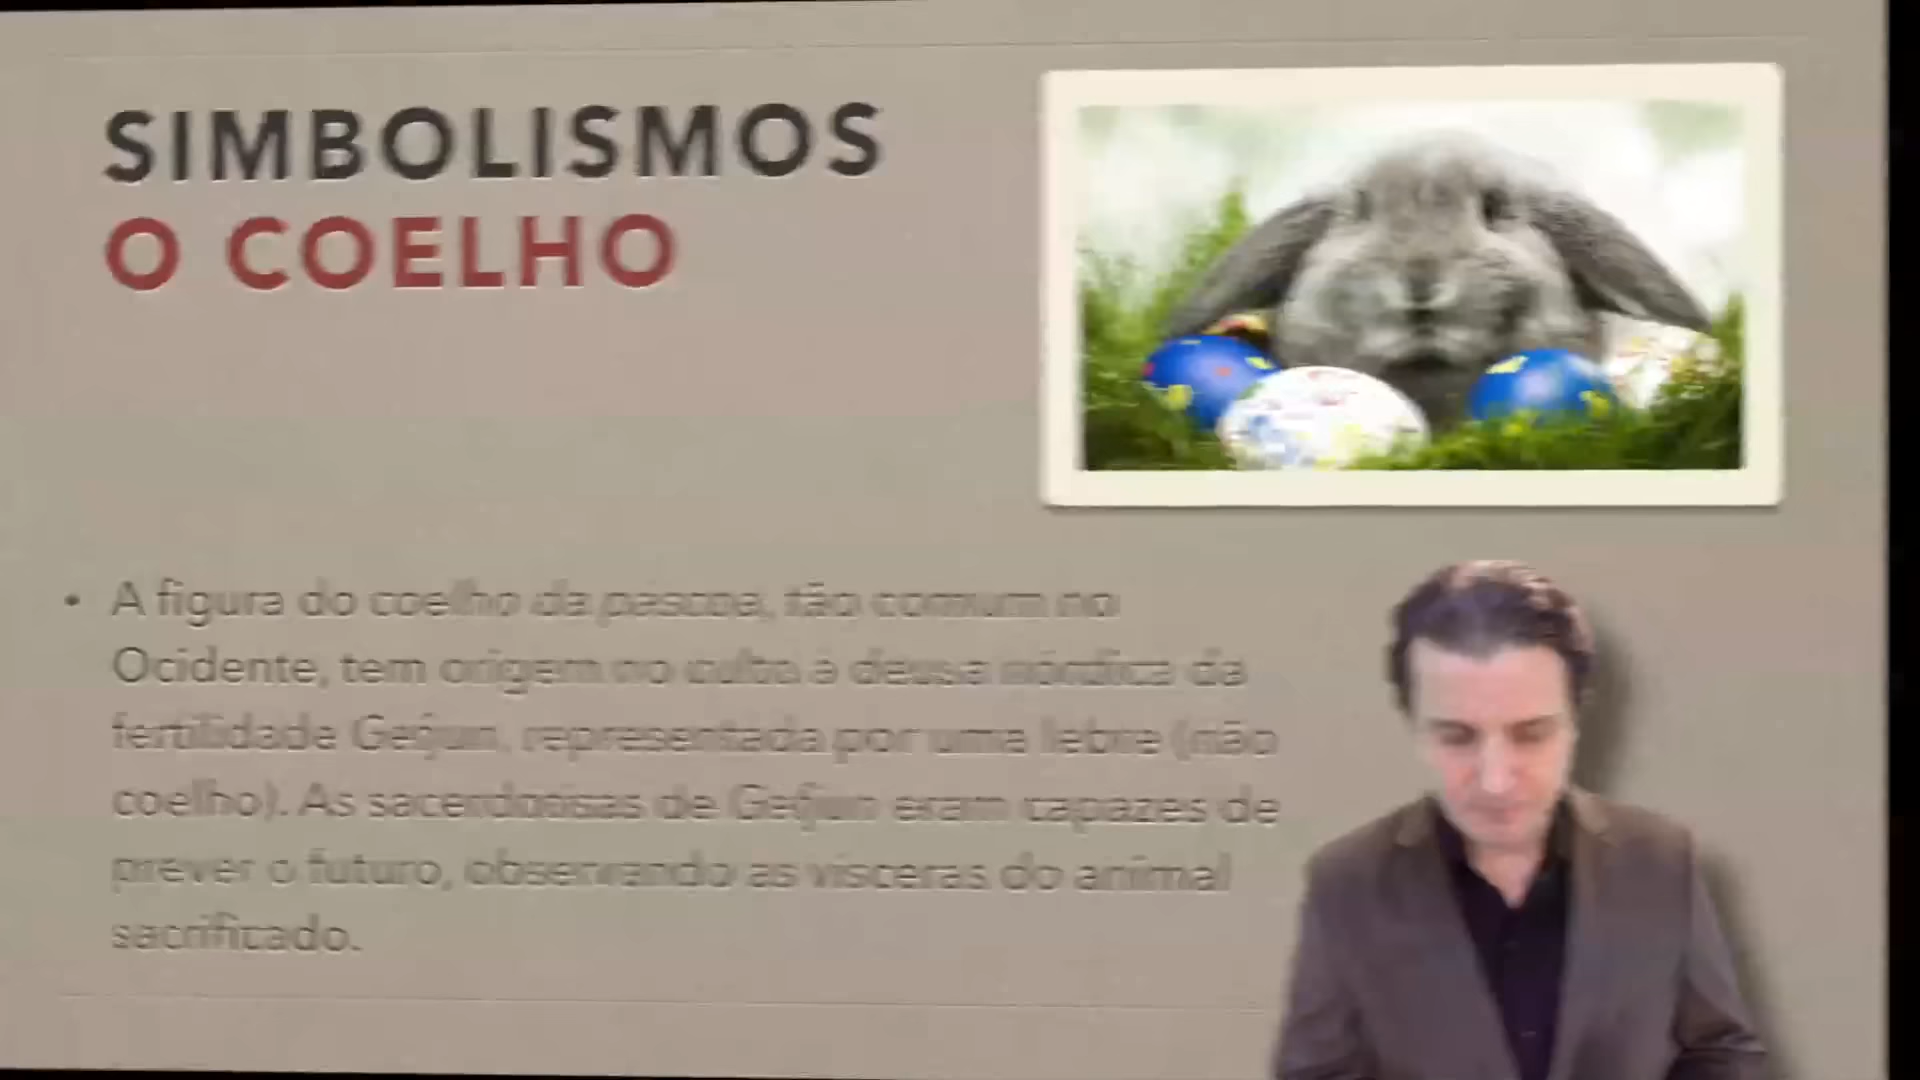 SIMBOLISMOS
O COELHO
• A figura do coelho da pascoa, tão comum no
Ocidente, tem origem no culto à deusa nórdica da
fertilidade Gefjun, representada por uma lebre (não
coelho). As sacerdotisas de Gefjun eram capazes de
prever o futuro, observando as vísceras do animal
sacrificado.